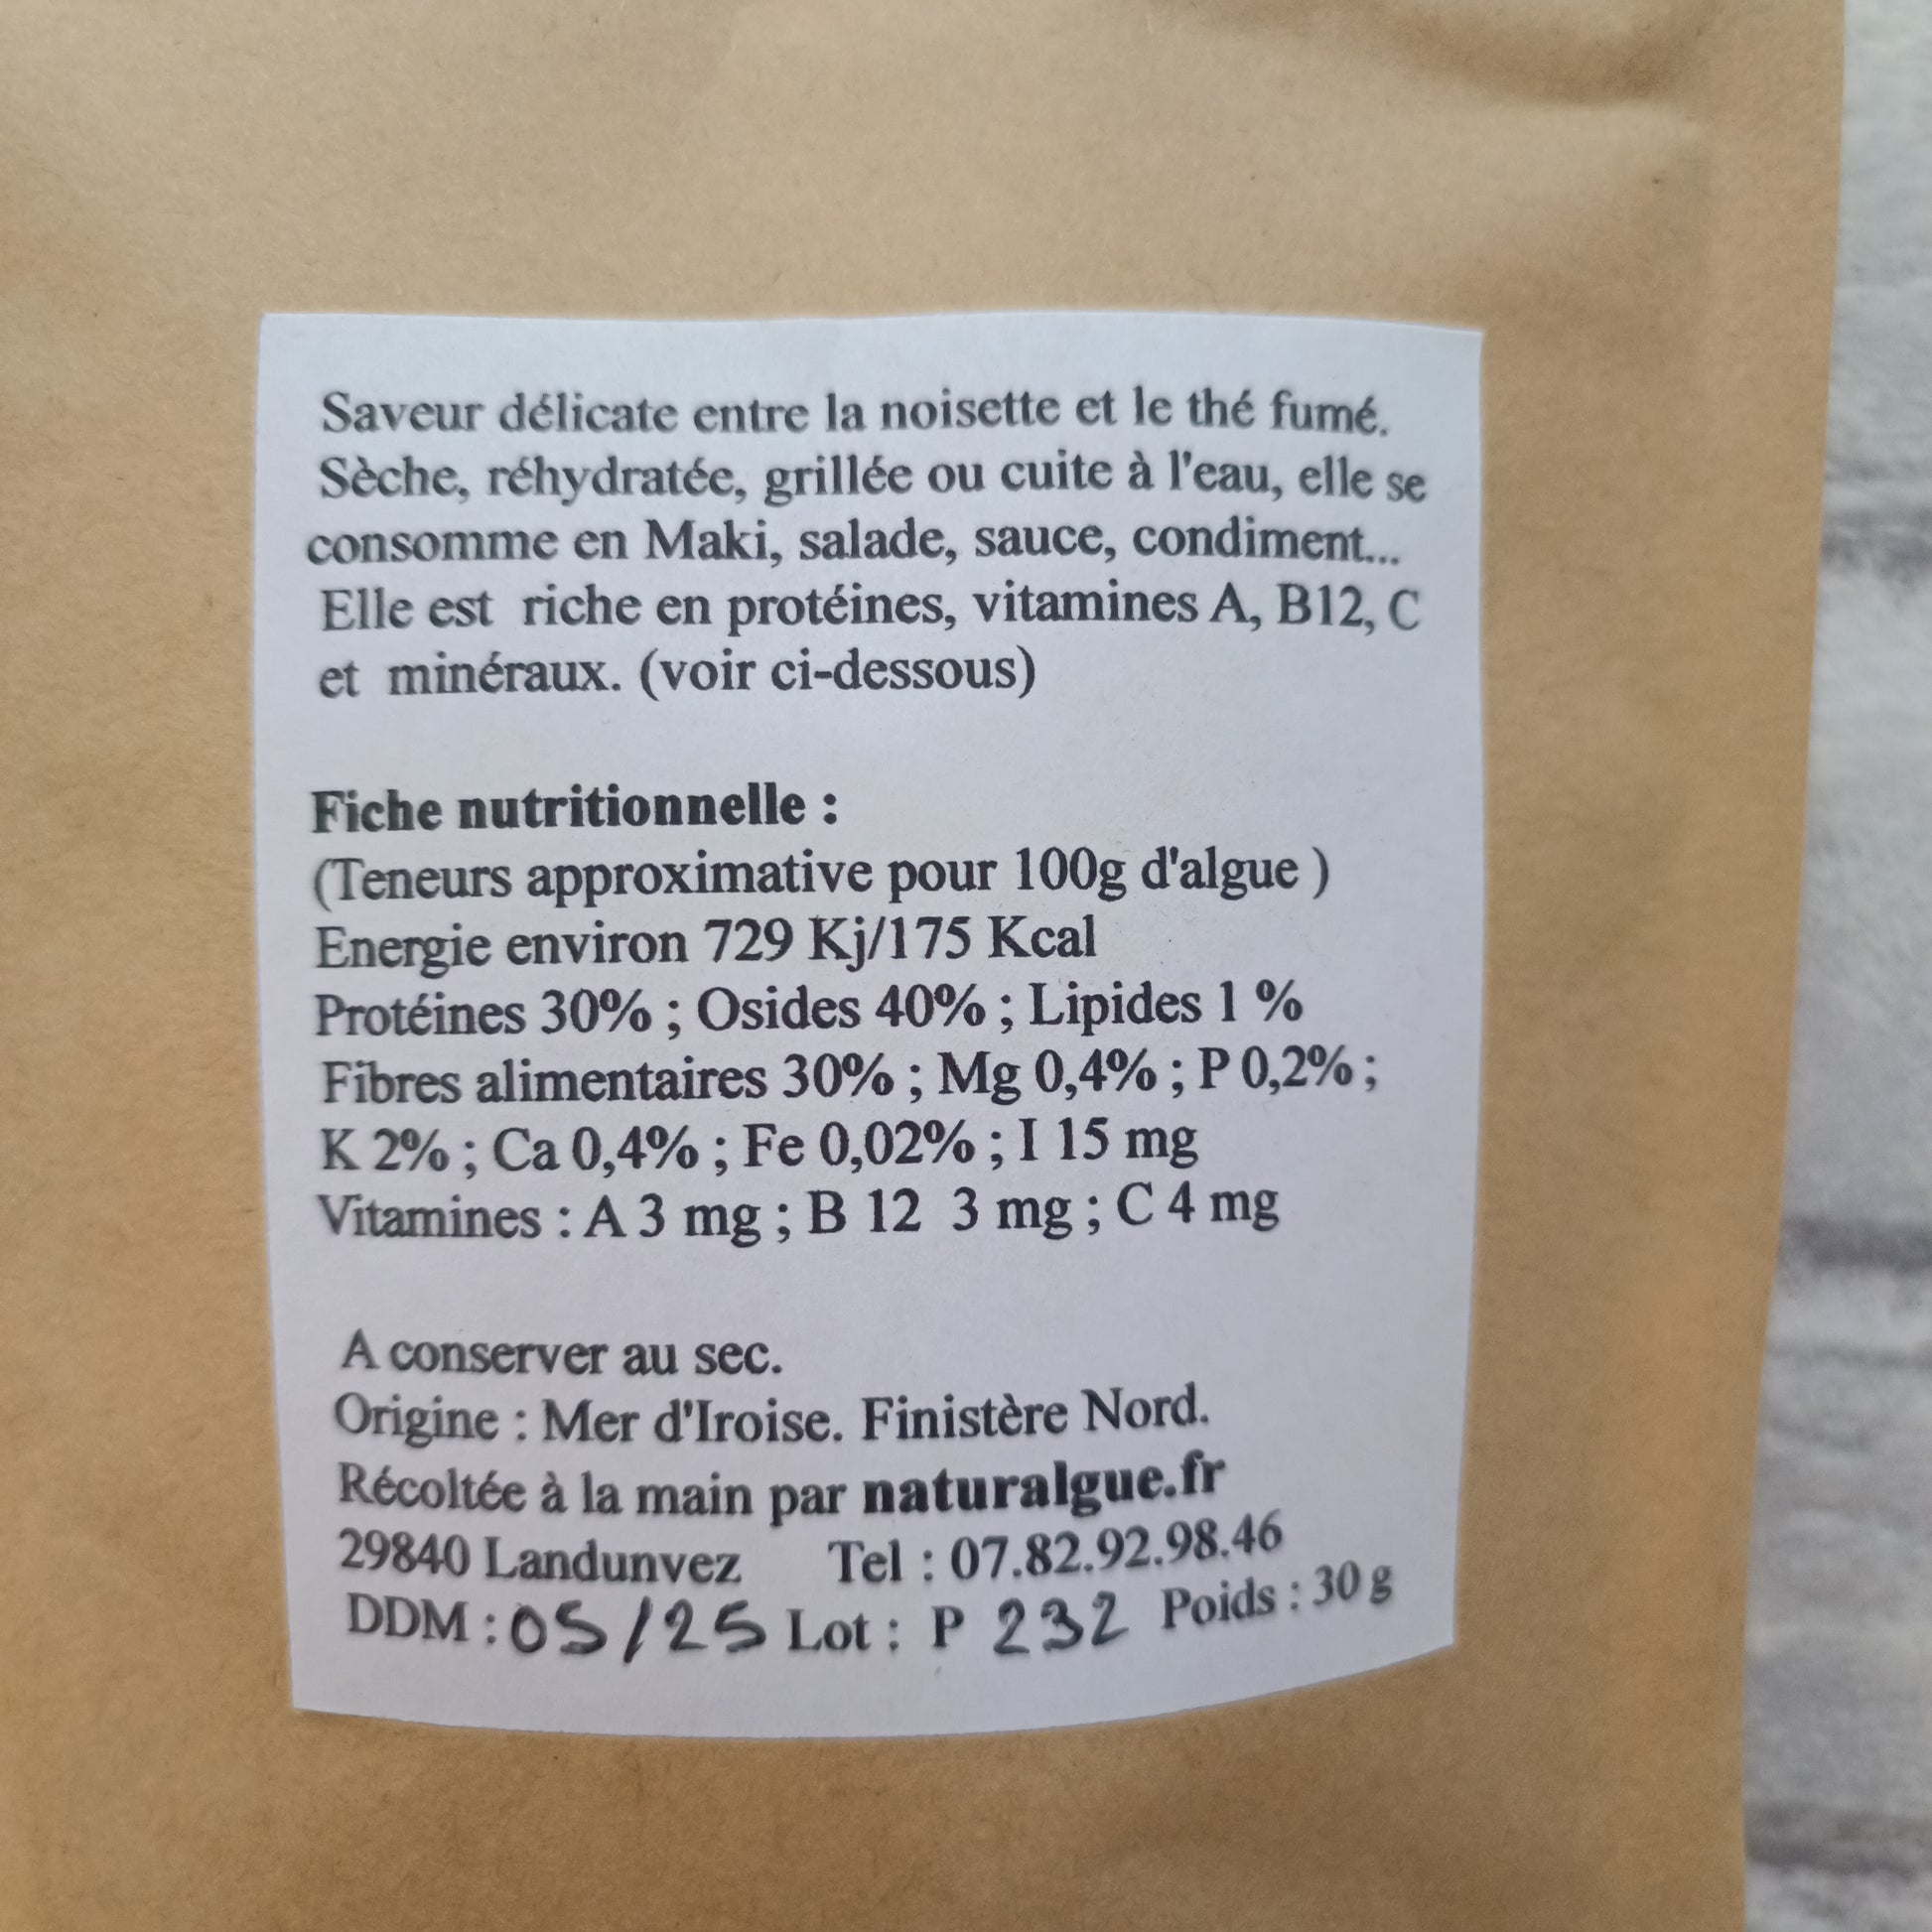 Saveur délicate entre la noisette et le thé fumé.
Sèche, réhydratée, grillée ou cuite à l'eau, elle se
consomme en Maki, salade, sauce, condiment...
Elle est riche en protéines, vitamines A, B12, C
et minéraux. (voir ci-dessous)
Fiche nutritionnelle :
(Teneurs approximative pour 100g d'algue )
Energie environ 729 Kj/175 Kcal
Protéines 30% ; Osides 40% ; Lipides 1 %
Fibres alimentaires 30% ; Mg 0,4% ; P 0,2% ;
K 2% ; Ca 0,4% ; Fe 0,02% ; I 15 mg
Vitamines : A 3 mg ; B 12 3 mg ; C 4 mg
A conserver au sec.
Origine : Mer d'Iroise. Finistère Nord.
Récoltée à la main par naturalgue.fr
29840 Landunvez Tel : 07.82.92.98.46
DDM : 05/25 Lot : P 232 Poids : 30 g